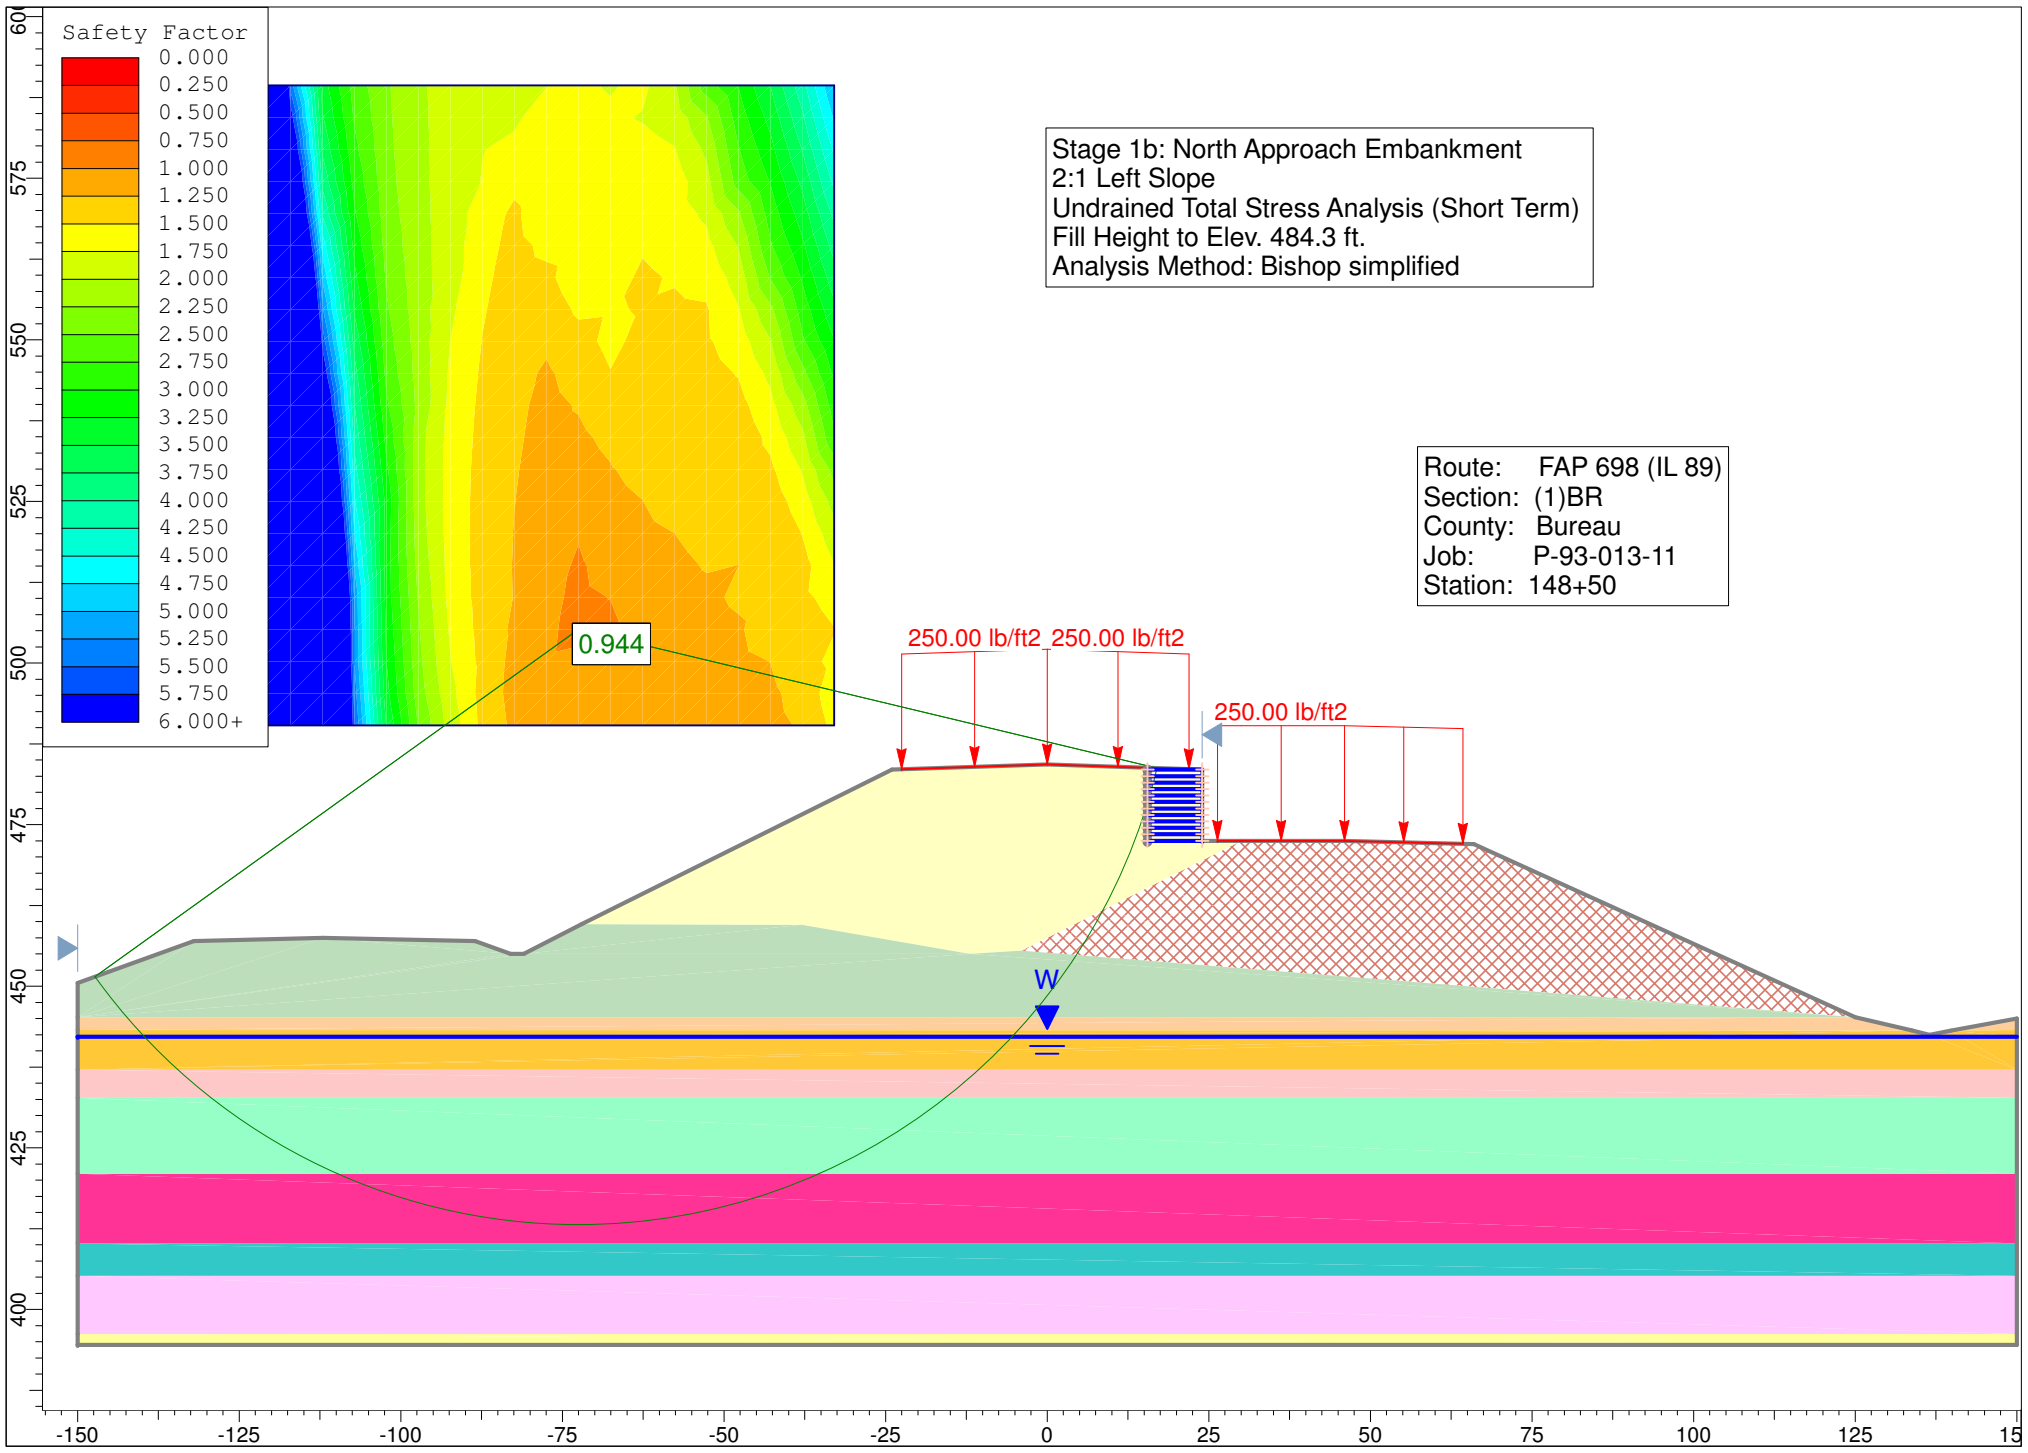 Safety Factor
0.000
0.250
0.500
0.750
1.000
1.250
1.500
1.750
2.000
2.250
2.500
2.750
3.000
3.250
3.500
3.750
4.000
4.250
4.500
4.750
5.000
5.250
5.500
5.750
6.000+
Stage 1b: North Approach Embankment
2:1 Left Slope
Undrained Total Stress Analysis (Short Term)
Fill Height to Elev. 484.3 ft.
Analysis Method: Bishop simplified
Route: FAP 698 (IL 89)
Section: (1)BR
County: Bureau
Job: P-93-013-11
Station: 148+50
0.944
250.00 lb/ft2 250.00 lb/ft2
250.00 lb/ft2
W
60
575
550
525
500
475
450
425
400
-150 -125 -100 -75 -50 -25 0 25 50 75 100 125 15